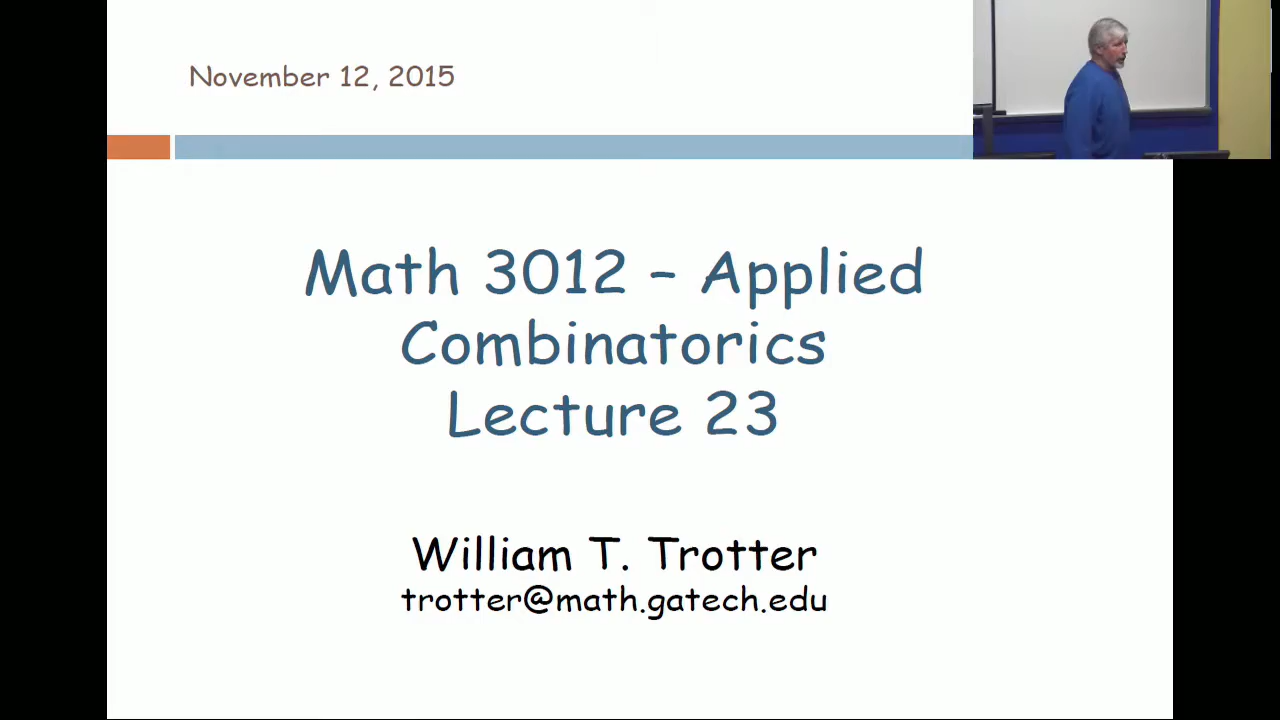 November 12, 2015
Math 3012 – Applied
Combinatorics
Lecture 23
William T. Trotter
trotter@math.gatech.edu